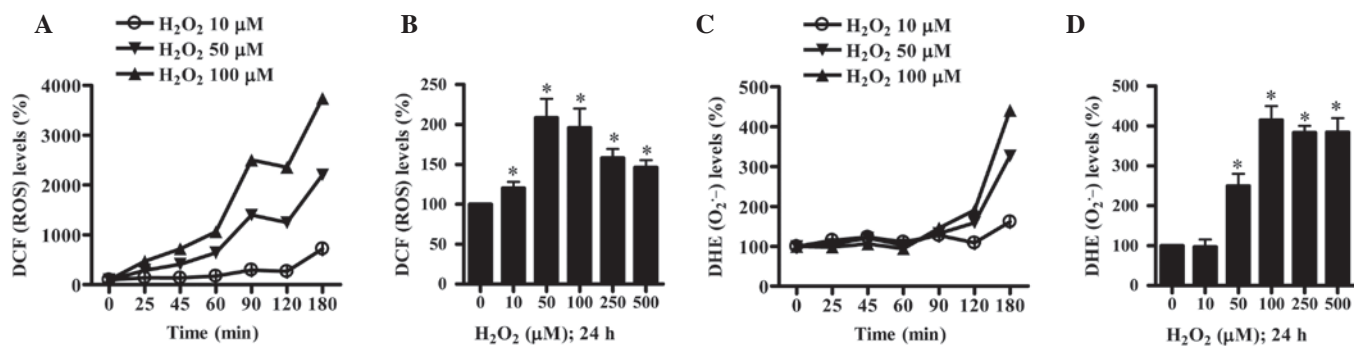 A
H₂O₂ 10 μM
H₂O₂ 50 μM
H₂O₂ 100 μM
DCF (ROS) levels (%)
4000
3000
2000
1000
0
0 25 45 60 90 120 180
Time (min)
B
DCF (ROS) levels (%)
250
200
150
100
50
0
* * * * *
0 10 50 100 250 500
H₂O₂ (μM); 24 h
C
H₂O₂ 10 μM
H₂O₂ 50 μM
H₂O₂ 100 μM
DHE (O₂·−) levels (%)
500
400
300
200
100
0
0 25 45 60 90 120 180
Time (min)
D
DHE (O₂·−) levels (%)
500
400
300
200
100
0
* * * *
0 10 50 100 250 500
H₂O₂ (μM); 24 h